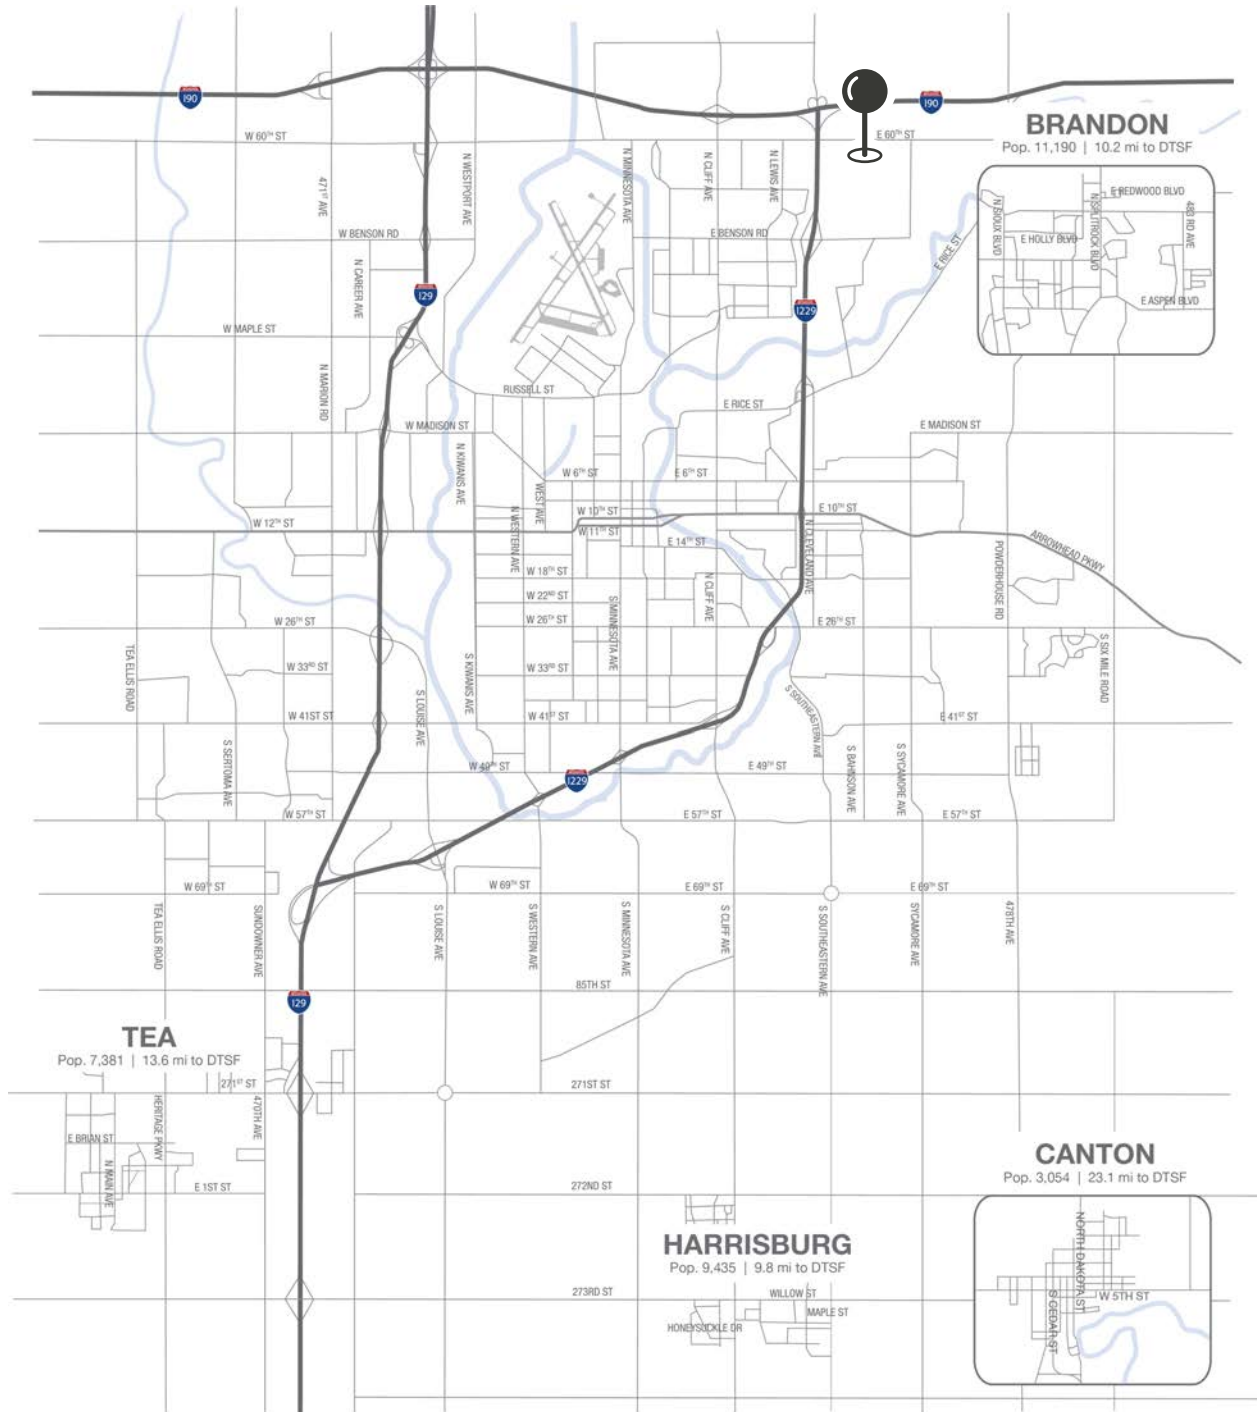 I90
I90
W 60TH ST
E 60TH ST
BRANDON
Pop. 11,190 | 10.2 mi to DTSF
471ST AVE
N WESTPORT AVE
N MINNESOTA AVE
N CLIFF AVE
N LEWIS AVE
E REDWOOD BLVD
N SIOUX BLVD
N SPLITROCK BLVD
483 RD AVE
E HOLLY BLVD
E ASPEN BLVD
W BENSON RD
E BENSON RD
E RICE ST
N CAREER AVE
I29
I229
W MAPLE ST
N MARION RD
RUSSELL ST
E RICE ST
W MADISON ST
E MADISON ST
N KIWANIS AVE
W 6TH ST
E 6TH ST
WEST AVE
N WESTERN AVE
W 10TH ST
E 10TH ST
W 12TH ST
W 11TH ST
E 14TH ST
N CLEVELAND AVE
POWDERHOUSE RD
ARROWHEAD PKWY
W 18TH ST
N CLIFF AVE
W 22ND ST
S MINNESOTA AVE
W 26TH ST
W 26TH ST
E 26TH ST
TEA ELLIS ROAD
W 33RD ST
S KIWANIS AVE
W 33RD ST
S SIX MILE ROAD
S LOUISE AVE
S SOUTHEASTERN AVE
W 41ST ST
W 41ST ST
E 41ST ST
S SERTOMA AVE
S BAHNSON AVE
S SYCAMORE AVE
W 49TH ST
E 49TH ST
I229
W 57TH ST
E 57TH ST
E 57TH ST
W 69TH ST
W 69TH ST
E 69TH ST
E 69TH ST
TEA ELLIS ROAD
SUNDOWNER AVE
S LOUISE AVE
S WESTERN AVE
S MINNESOTA AVE
S CLIFF AVE
S SOUTHEASTERN AVE
SYCAMORE AVE
478TH AVE
85TH ST
I29
TEA
Pop. 7,381 | 13.6 mi to DTSF
271ST ST
271ST ST
HERITAGE PKWY
470TH AVE
E BRIAN ST
N MAIN AVE
E 1ST ST
272ND ST
CANTON
Pop. 3,054 | 23.1 mi to DTSF
NORTH DAKOTA ST
W 5TH ST
S CEDAR ST
HARRISBURG
Pop. 9,435 | 9.8 mi to DTSF
273RD ST
WILLOW ST
MAPLE ST
HONEYSUCKLE DR